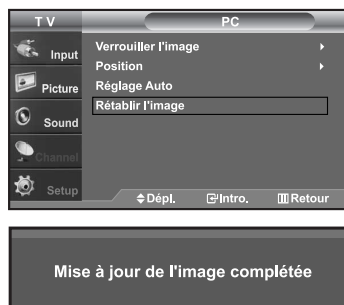 T V
PC
Input
Picture
Sound
Channel
Setup
Verrouiller l'image
Position
Réglage Auto
Rétablir l'image
Dépl.
Intro.
Retour
Mise à jour de l'image complétée